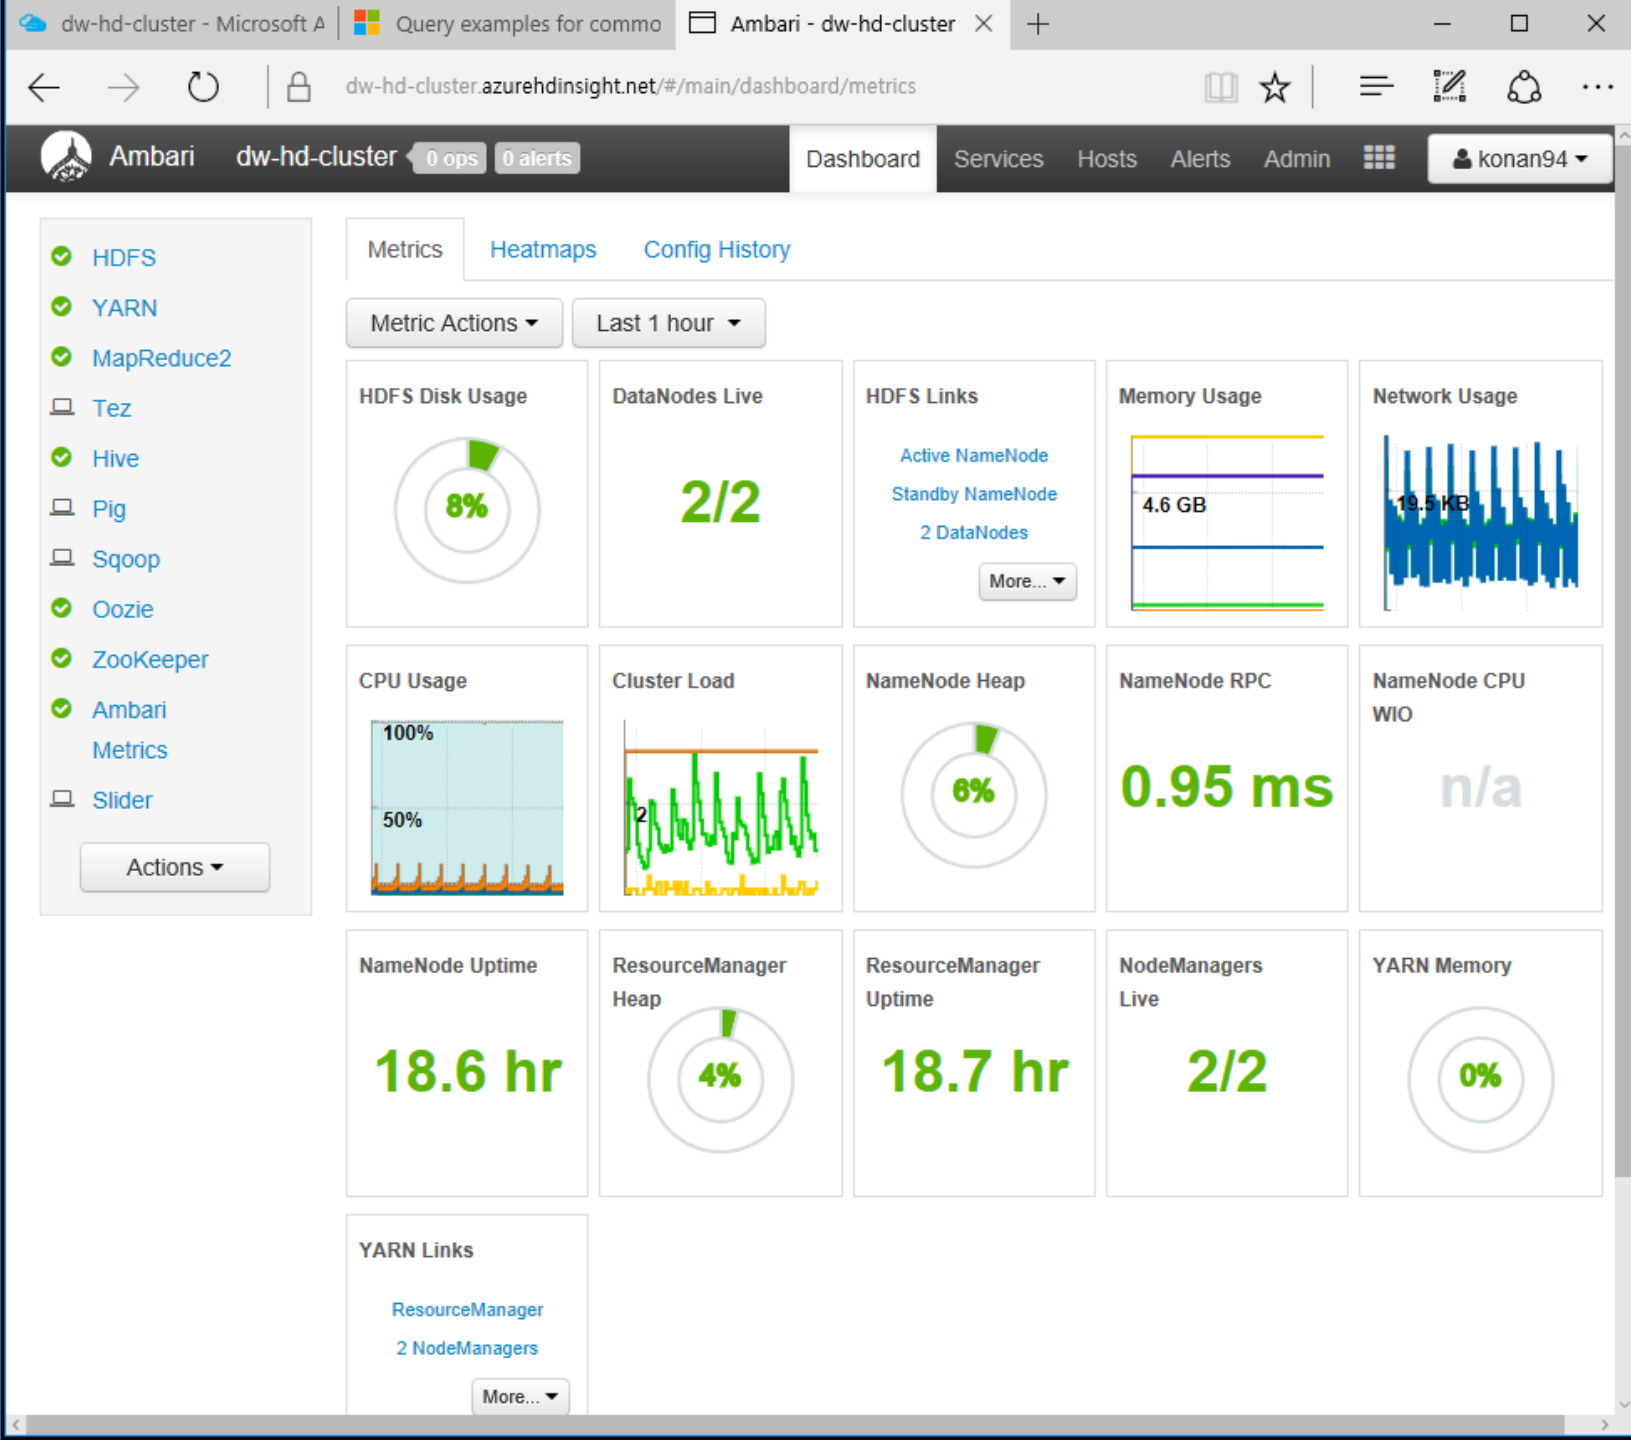 dw-hd-cluster - Microsoft A
Query examples for commo
Ambari - dw-hd-cluster
dw-hd-cluster.azurehdinsight.net/#/main/dashboard/metrics
Ambari dw-hd-cluster 0 ops 0 alerts Dashboard Services Hosts Alerts Admin konan94
HDFS
YARN
MapReduce2
Tez
Hive
Pig
Sqoop
Oozie
ZooKeeper
Ambari
Metrics
Slider
Actions
Metrics Heatmaps Config History
Metric Actions Last 1 hour
HDFS Disk Usage
8%
DataNodes Live
2/2
HDFS Links
Active NameNode
Standby NameNode
2 DataNodes
More...
Memory Usage
4.6 GB
Network Usage
19.5 KB
CPU Usage
100%
50%
Cluster Load
2
NameNode Heap
6%
NameNode RPC
0.95 ms
NameNode CPU
WIO
n/a
NameNode Uptime
18.6 hr
ResourceManager
Heap
4%
ResourceManager
Uptime
18.7 hr
NodeManagers
Live
2/2
YARN Memory
0%
YARN Links
ResourceManager
2 NodeManagers
More...